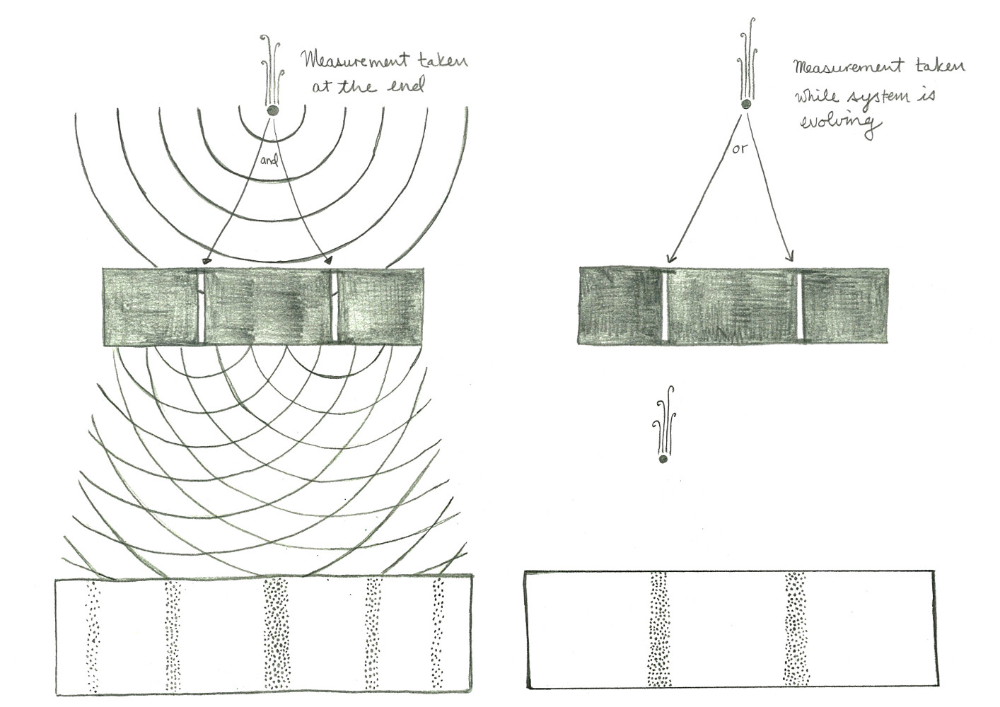 Measurement taken
at the end
and
Measurement taken
while system is
evolving
or